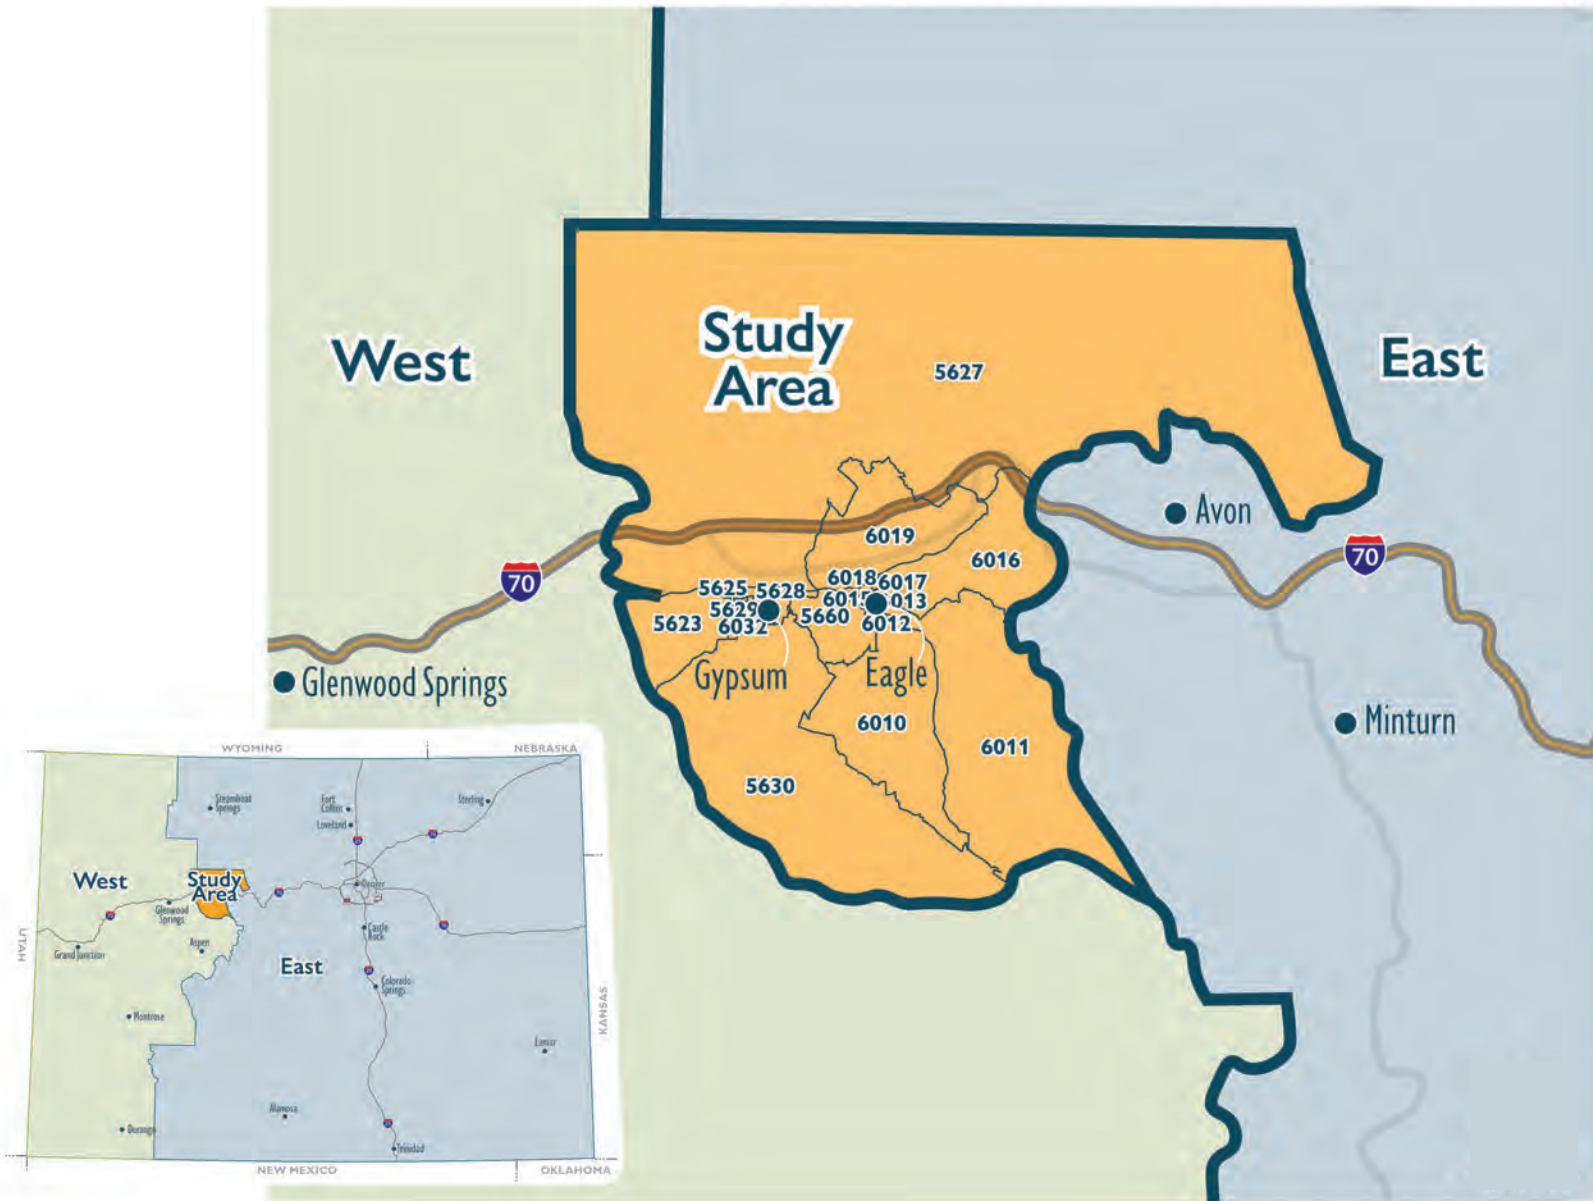 West
Study
Area
5627
East
Avon
70
6019
6016
70
6018
6017
5625
5628
5629
5623
6032
5660
6012
Gypsum
Eagle
Glenwood Springs
6010
6011
5630
Minturn
WYOMING
NEBRASKA
Steamboat
Springs
Fort
Collins
Loveland
Sterling
West
Study
Area
Denver
Glenwood
Springs
Castle
Rock
Grand Junction
Aspen
East
Colorado
Springs
UTAH
KANSAS
Montrose
Lamar
Alamosa
Durango
Trinidad
NEW MEXICO
OKLAHOMA